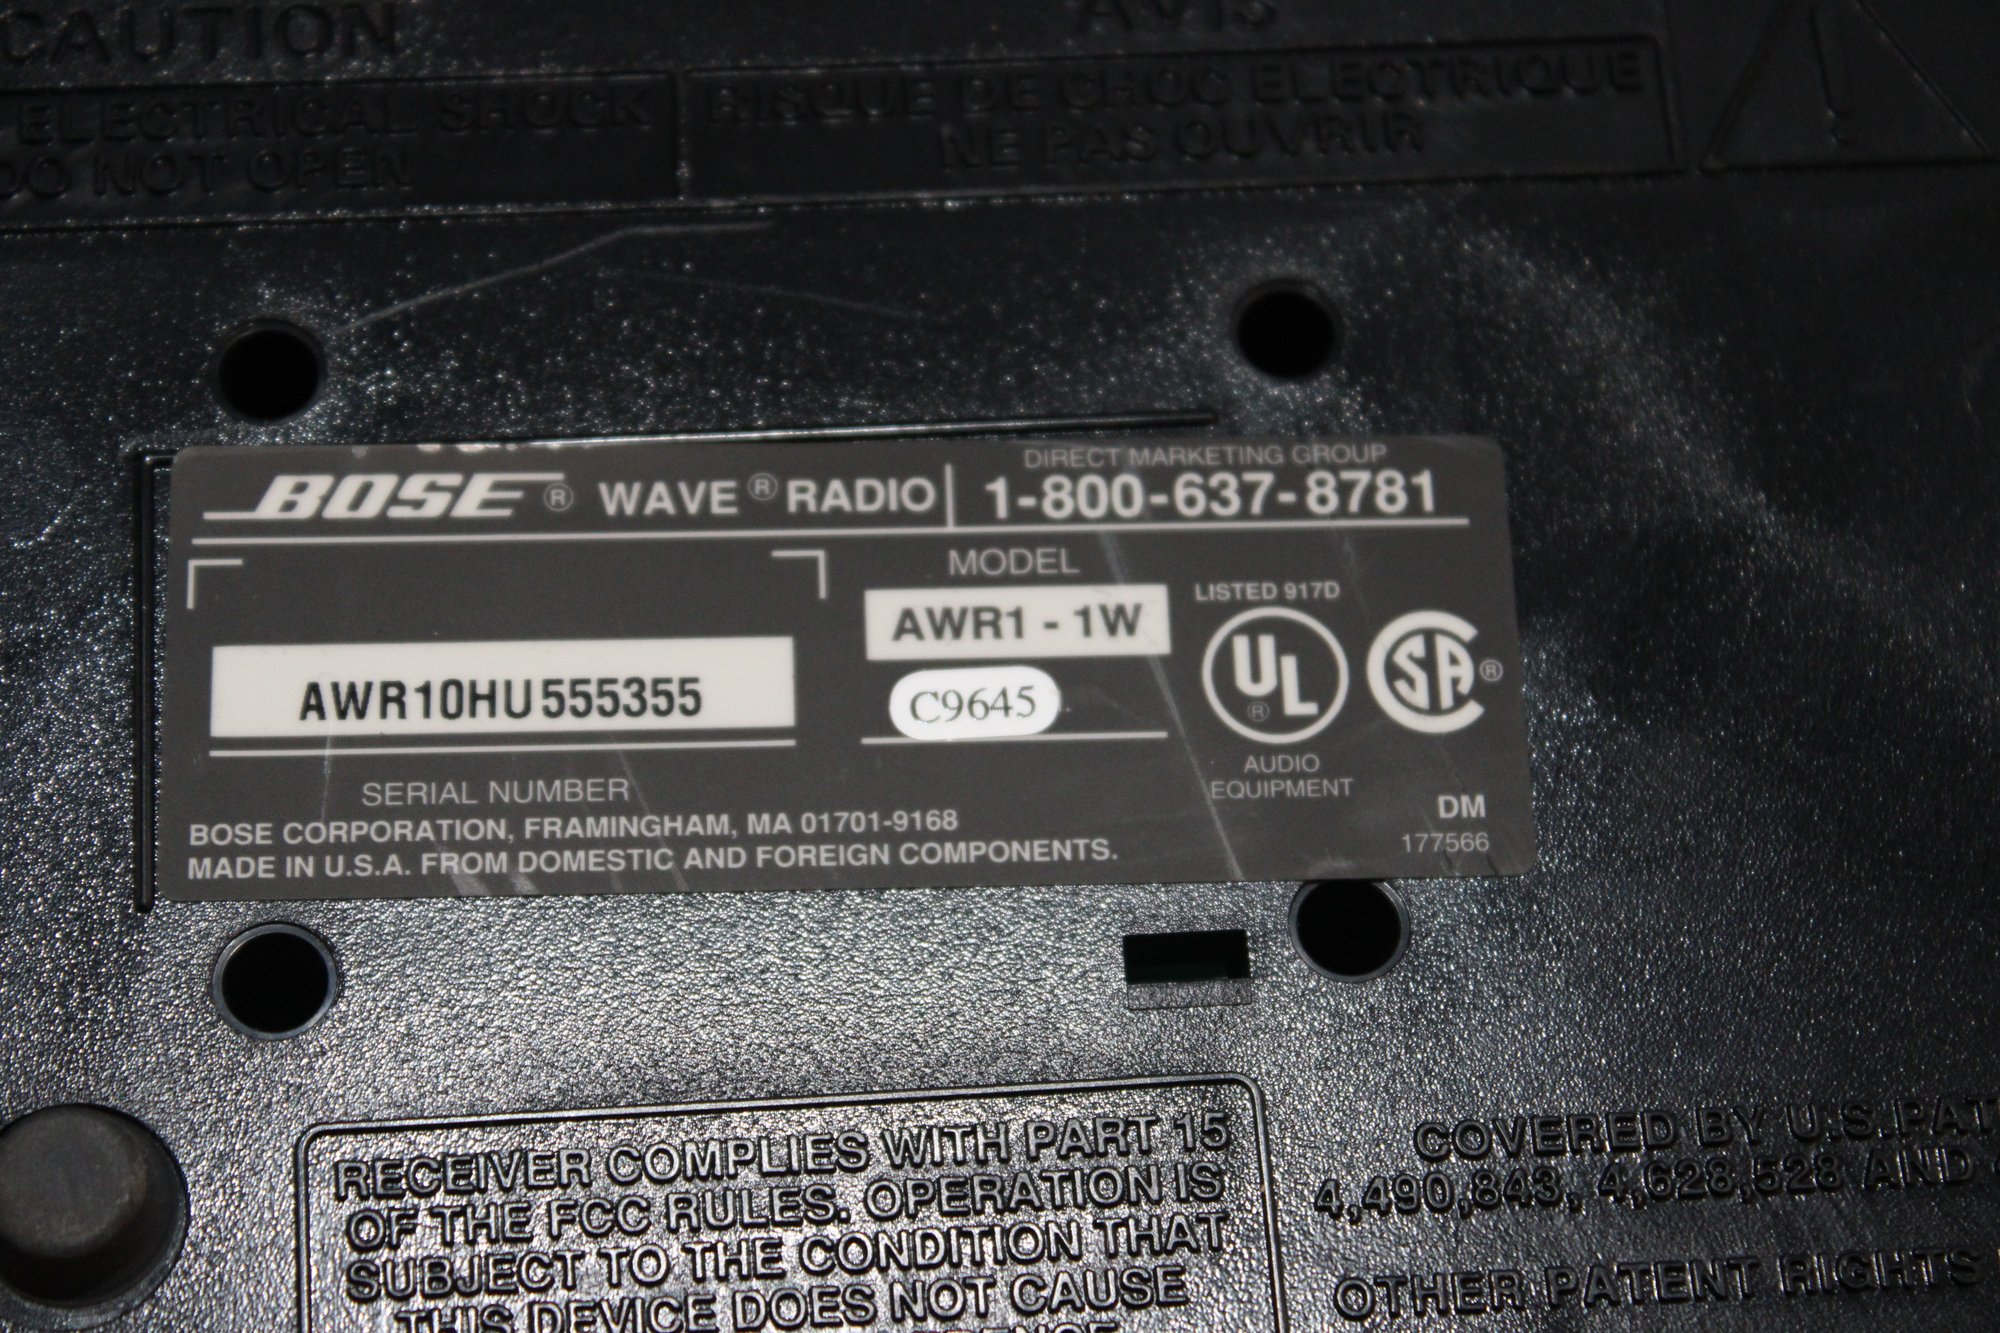 CAUTION
AVIS
ELECTRICAL SHOCK
DO NOT OPEN
RISQUE DE CHOC ELECTRIQUE
NE PAS OUVRIR
BOSE ® WAVE ® RADIO
DIRECT MARKETING GROUP
1-800-637-8781
AWR10HU555355
SERIAL NUMBER
MODEL
AWR1 - 1W
C9645
LISTED 917D
UL ®
SA ®
AUDIO
EQUIPMENT
BOSE CORPORATION, FRAMINGHAM, MA 01701-9168
MADE IN U.S.A. FROM DOMESTIC AND FOREIGN COMPONENTS.
DM
177566
RECEIVER COMPLIES WITH PART 15
OF THE FCC RULES. OPERATION IS
SUBJECT TO THE CONDITION THAT
THIS DEVICE DOES NOT CAUSE
COVERED BY U.S. PAT
4,490,843, 4,628,528 AND
OTHER PATENT RIGHTS